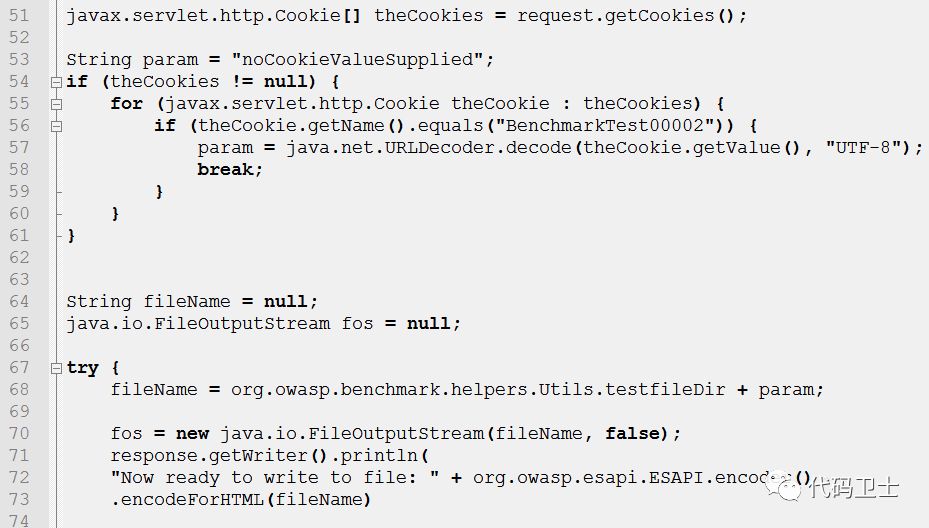 51 javax.servlet.http.Cookie[] theCookies = request.getCookies();
52
53 String param = "noCookieValueSupplied";
54 if (theCookies != null) {
55 for (javax.servlet.http.Cookie theCookie : theCookies) {
56 if (theCookie.getName().equals("BenchmarkTest00002")) {
57 param = java.net.URLDecoder.decode(theCookie.getValue(), "UTF-8");
58 break;
59 }
60 }
61 }
62
63
64 String fileName = null;
65 java.io.FileOutputStream fos = null;
66
67 try {
68 fileName = org.owasp.benchmark.helpers.Utils.testfileDir + param;
69
70 fos = new java.io.FileOutputStream(fileName, false);
71 response.getWriter().println(
72 "Now ready to write to file: " + org.owasp.esapi.ESAPI.encoder()
73 .encodeForHTML(fileName)
74
代码卫士